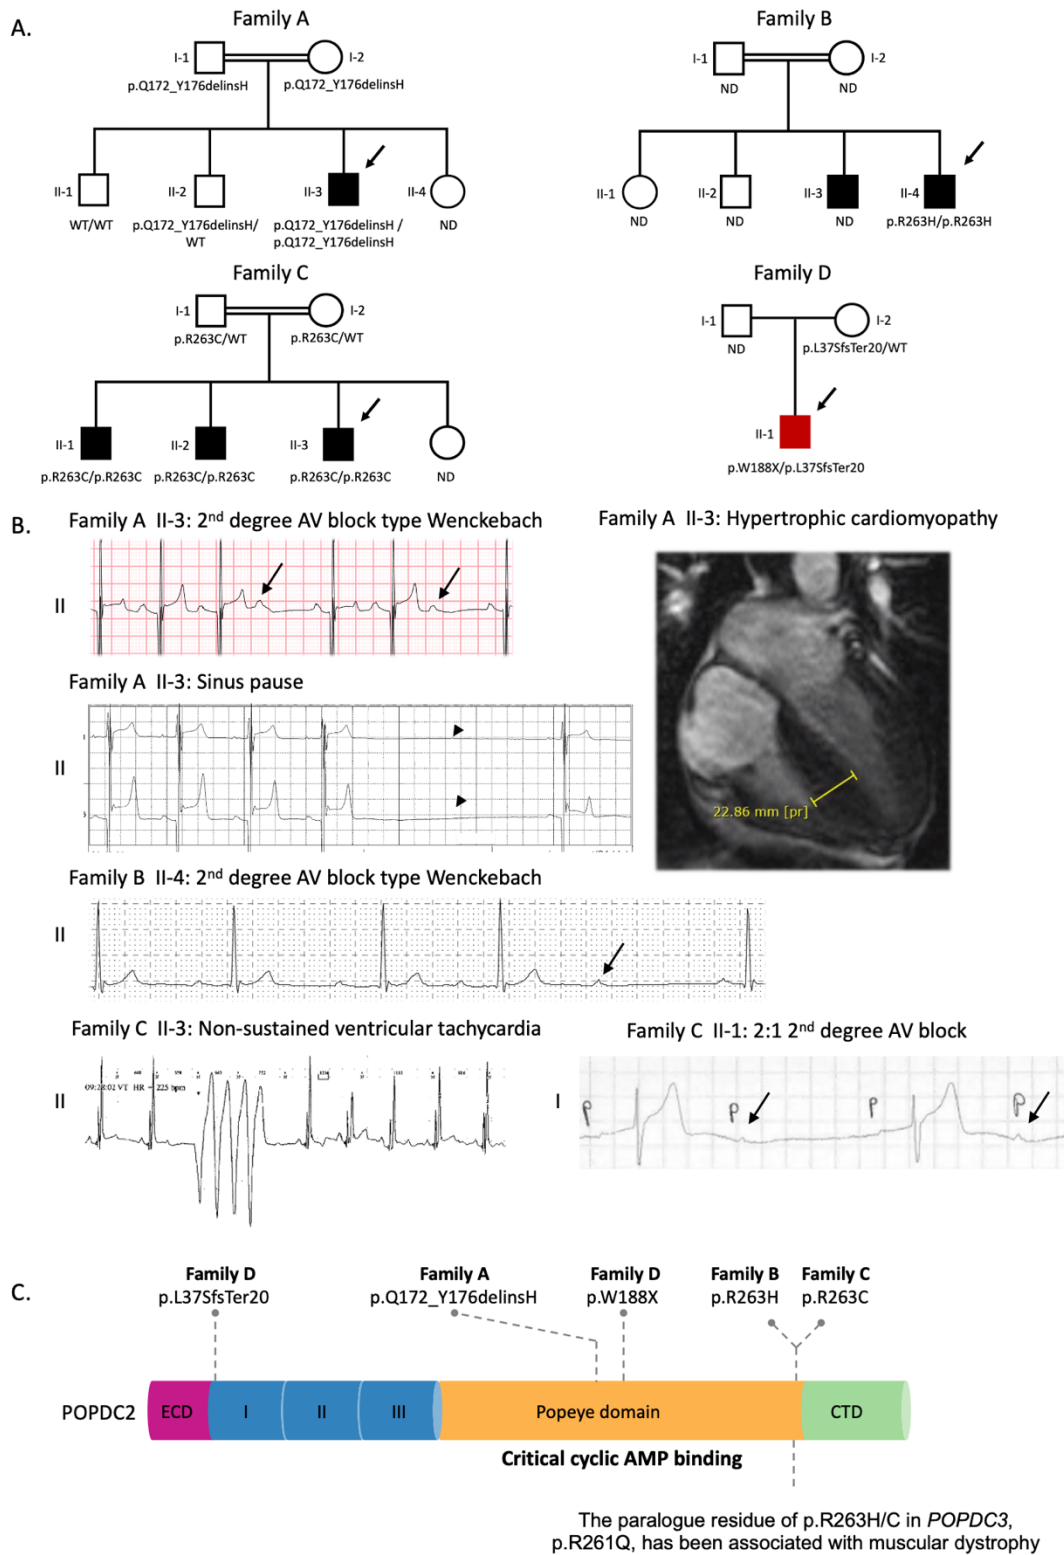 A.
Family A
I-1
I-2
p.Q172_Y176delinsH
p.Q172_Y176delinsH
II-1
II-2
II-3
II-4
WT/WT
p.Q172_Y176delinsH/
WT
p.Q172_Y176delinsH /
p.Q172_Y176delinsH
ND
Family B
I-1
I-2
ND
ND
II-1
II-2
II-3
II-4
ND
ND
ND
p.R263H/p.R263H
Family C
I-1
I-2
p.R263C/WT
p.R263C/WT
II-1
II-2
II-3
p.R263C/p.R263C
p.R263C/p.R263C
p.R263C/p.R263C
ND
Family D
I-1
I-2
ND
p.L37SfsTer20/WT
II-1
p.W188X/p.L37SfsTer20
B.
Family A II-3: 2nd degree AV block type Wenckebach
II
Family A II-3: Hypertrophic cardiomyopathy
22.86 mm [pr]
Family A II-3: Sinus pause
II
Family B II-4: 2nd degree AV block type Wenckebach
II
Family C II-3: Non-sustained ventricular tachycardia
II
VT HR = 225 bpm
Family C II-1: 2:1 2nd degree AV block
I
P
P
P
P
C.
Family D
p.L37SfsTer20
Family A
p.Q172_Y176delinsH
Family D
p.W188X
Family B
p.R263H
Family C
p.R263C
POPDC2
ECD
I
II
III
Popeye domain
CTD
Critical cyclic AMP binding
The paralogue residue of p.R263H/C in POPDC3,
p.R261Q, has been associated with muscular dystrophy